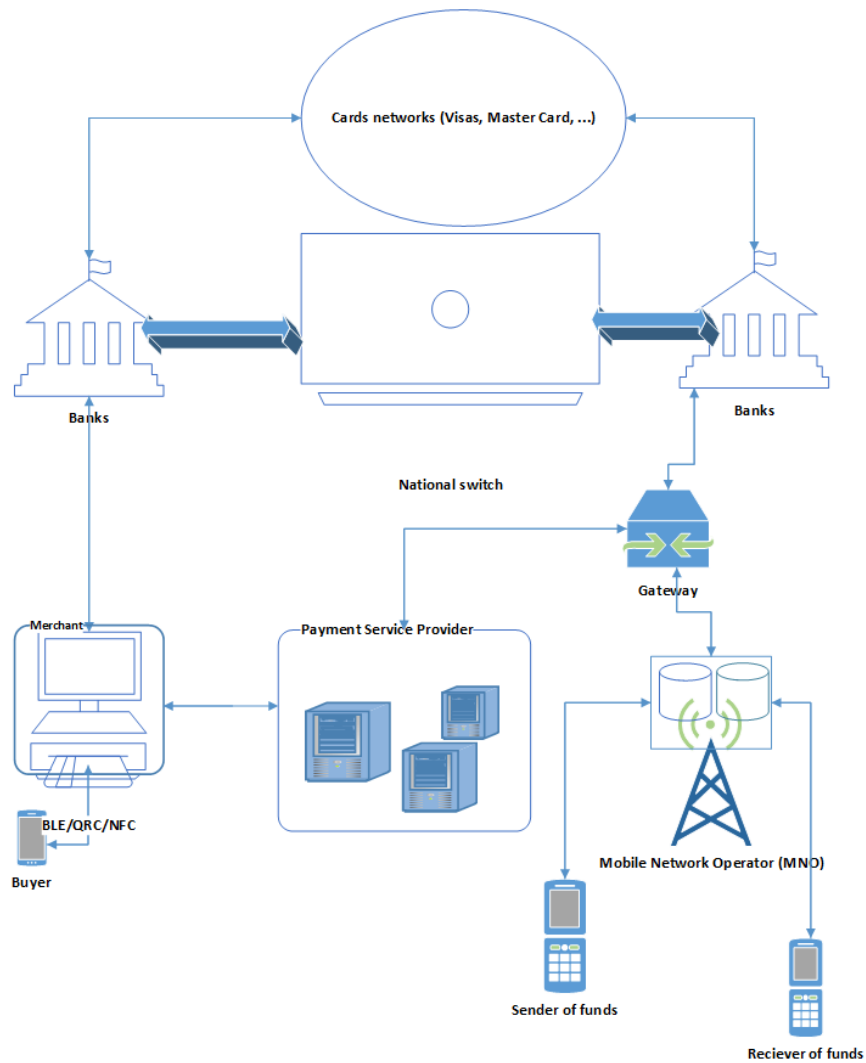 Cards networks (Visas, Master Card, ...)
Banks
Banks
National switch
Gateway
Merchant
Payment Service Provider
BLE/QRC/NFC
Buyer
Mobile Network Operator (MNO)
Sender of funds
Reciever of funds